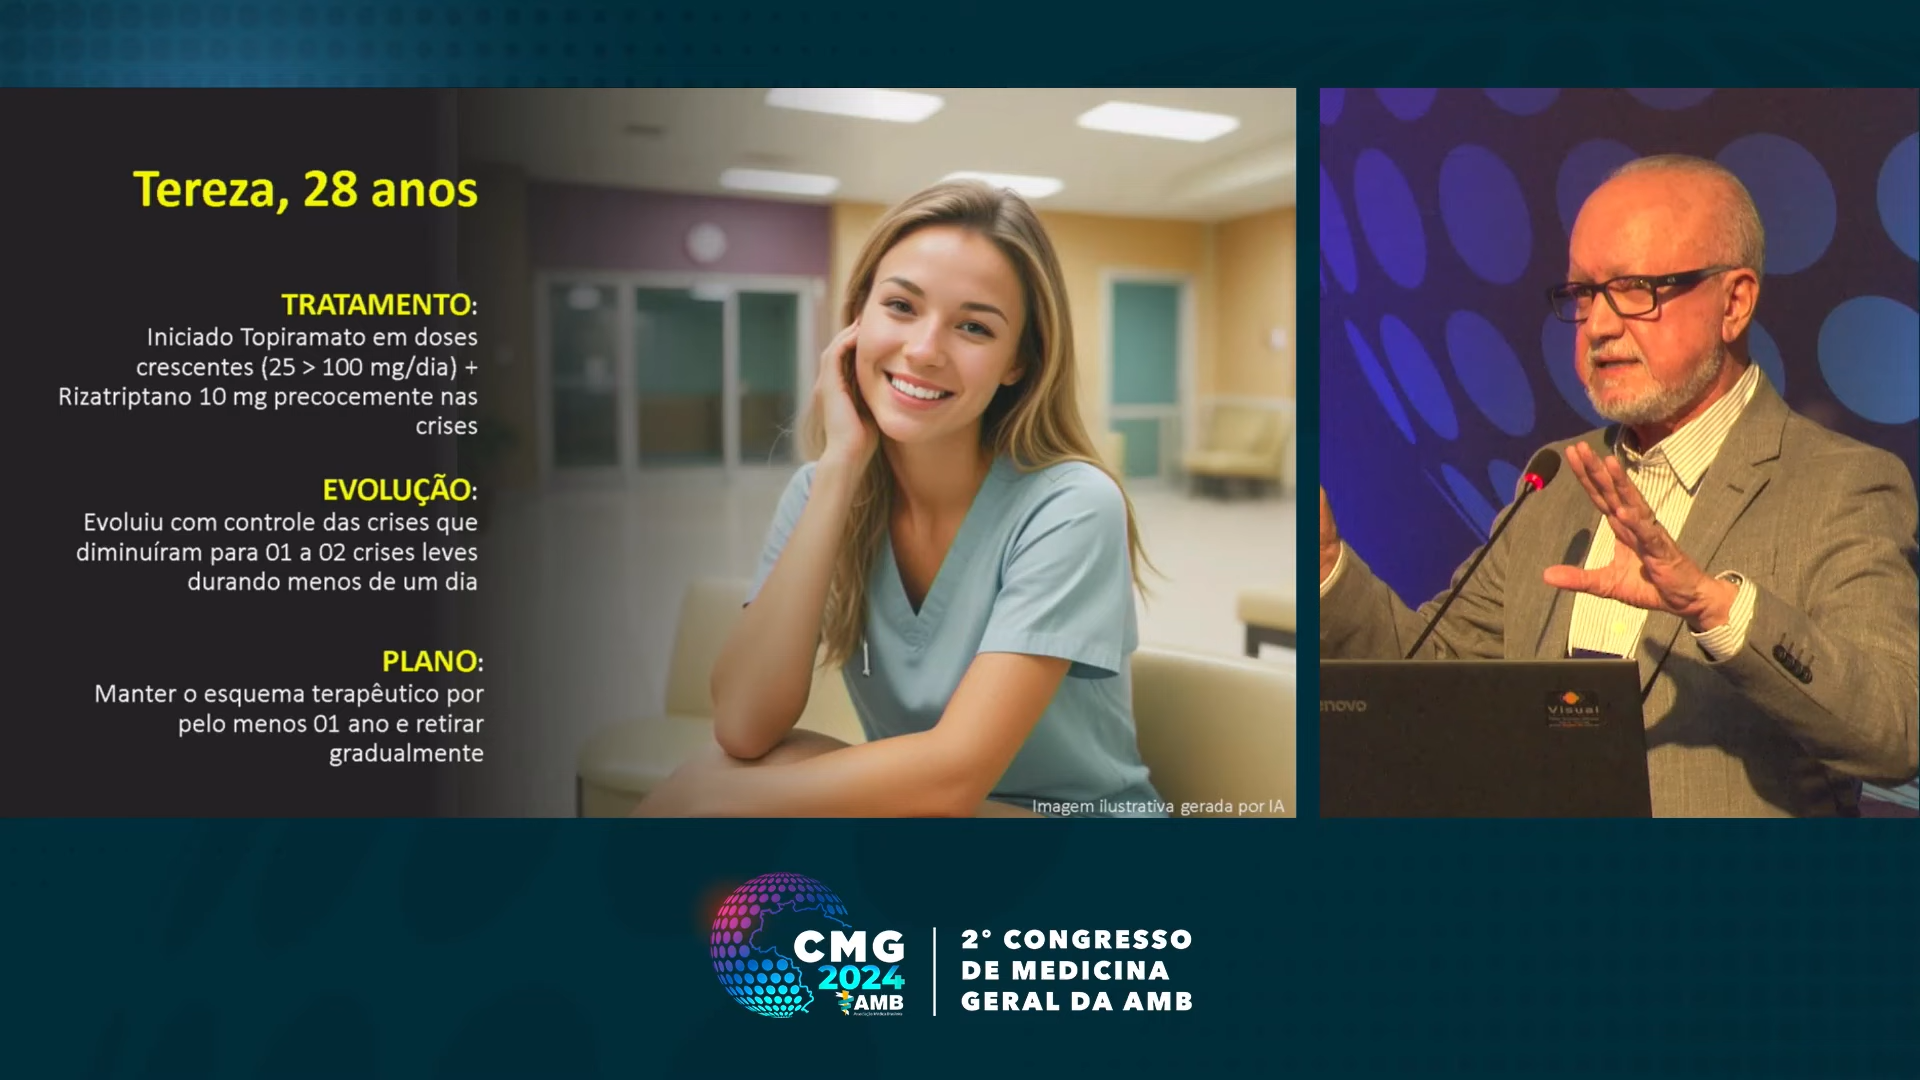 Tereza, 28 anos
TRATAMENTO:
Iniciado Topiramato em doses
crescentes (25 > 100 mg/dia) +
Rizatriptano 10 mg precocemente nas
crises
EVOLUÇÃO:
Evoluiu com controle das crises que
diminuíram para 01 a 02 crises leves
durando menos de um dia
PLANO:
Manter o esquema terapêutico por
pelo menos 01 ano e retirar
gradualmente
Imagem ilustrativa gerada por IA
enovo
Visual
CMG
2024
AMB
2° CONGRESSO
DE MEDICINA
GERAL DA AMB